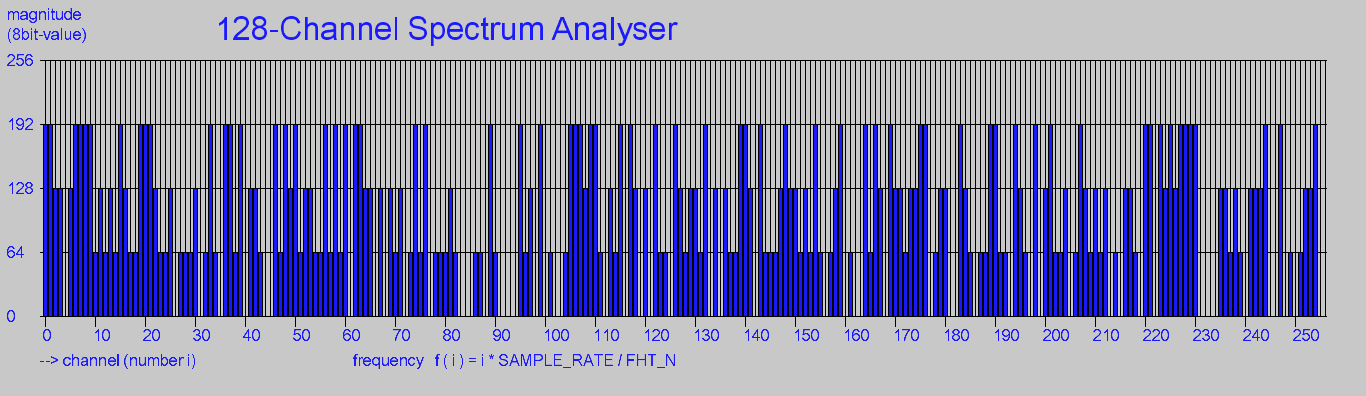 magnitude
(8bit-value)
128-Channel Spectrum Analyser
256
192
128
64
0
0 10 20 30 40 50 60 70 80 90 100 110 120 130 140 150 160 170 180 190 200 210 220 230 240 250
--> channel (number i)
frequency f ( i ) = i * SAMPLE_RATE / FHT_N